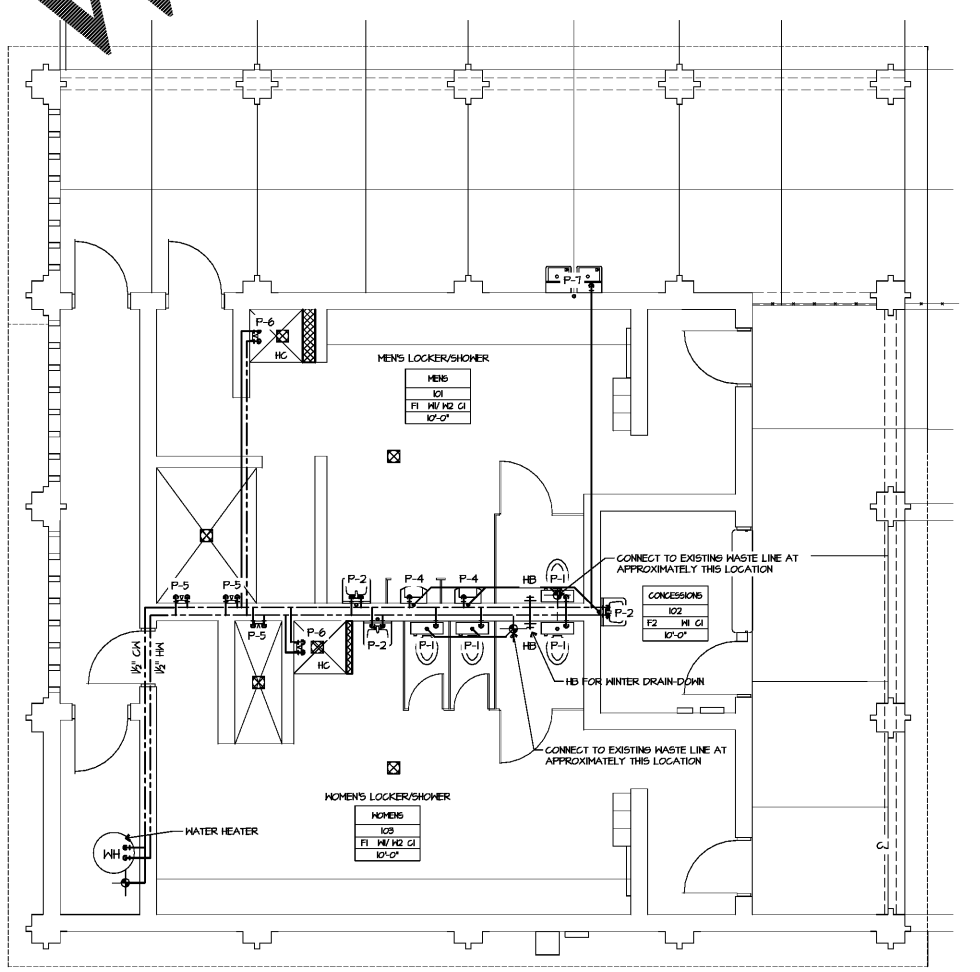 P-7
P-6
HC
MEN'S LOCKER/SHOWER
MENS
101
F1 W1/ W2 C1
10'-0"
CONNECT TO EXISTING WASTE LINE AT
APPROXIMATELY THIS LOCATION
P-5
P-5
P-2
P-4
P-4
HB
P-1
CONCESSIONS
102
F2 W1 C1
10'-0"
P-2
P-5
P-6
HC
P-2
P-1
P-1
HB
P-1
1½" CW
1½" HW
HB FOR WINTER DRAIN-DOWN
CONNECT TO EXISTING WASTE LINE AT
APPROXIMATELY THIS LOCATION
WOMEN'S LOCKER/SHOWER
WOMENS
103
F1 W1/ W2 C1
10'-0"
WATER HEATER
WH